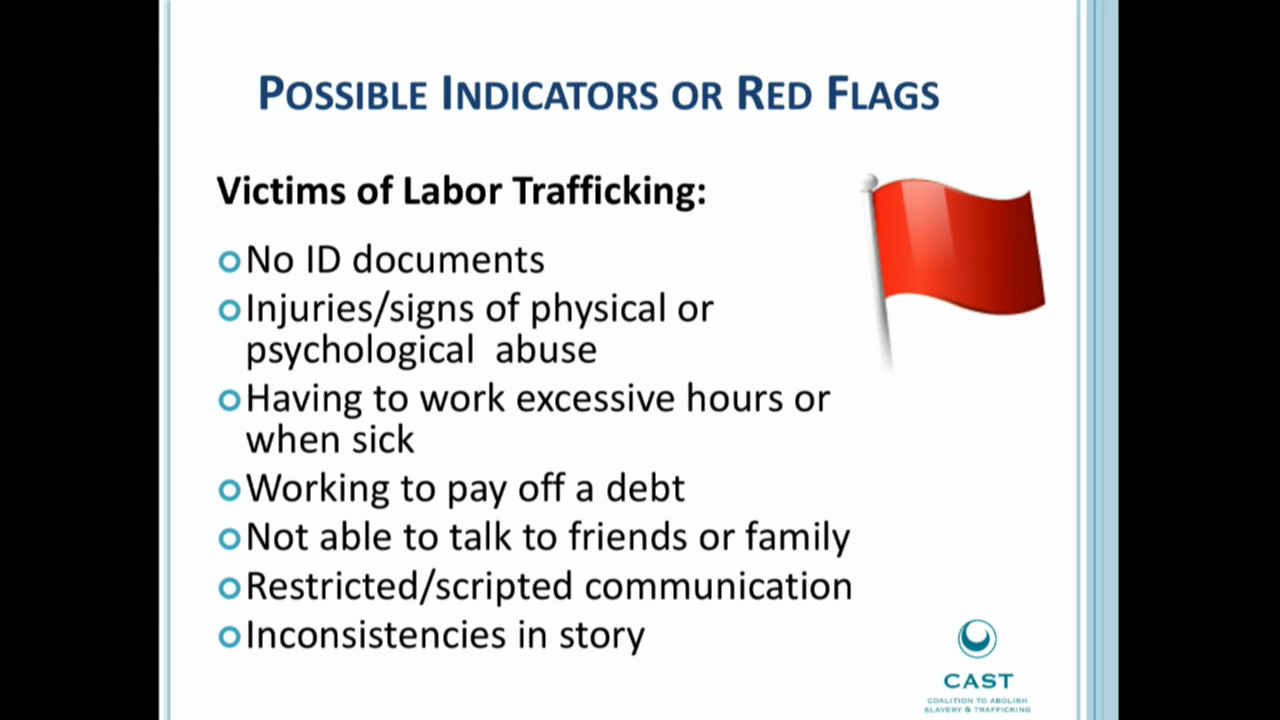 POSSIBLE INDICATORS OR RED FLAGS
Victims of Labor Trafficking:
No ID documents
Injuries/signs of physical or
psychological abuse
Having to work excessive hours or
when sick
Working to pay off a debt
Not able to talk to friends or family
Restricted/scripted communication
Inconsistencies in story
CAST
COALITION TO ABOLISH
SLAVERY & TRAFFICKING